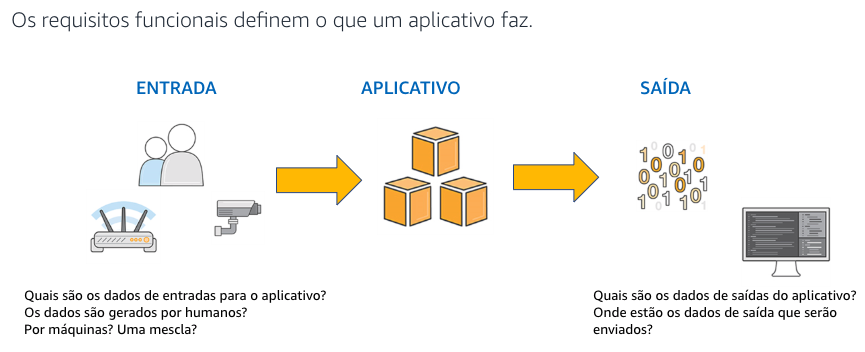 Os requisitos funcionais definem o que um aplicativo faz.
ENTRADA
APLICATIVO
SAÍDA
Quais são os dados de entradas para o aplicativo?
Os dados são gerados por humanos?
Por máquinas? Uma mescla?
Quais são os dados de saídas do aplicativo?
Onde estão os dados de saída que serão
enviados?